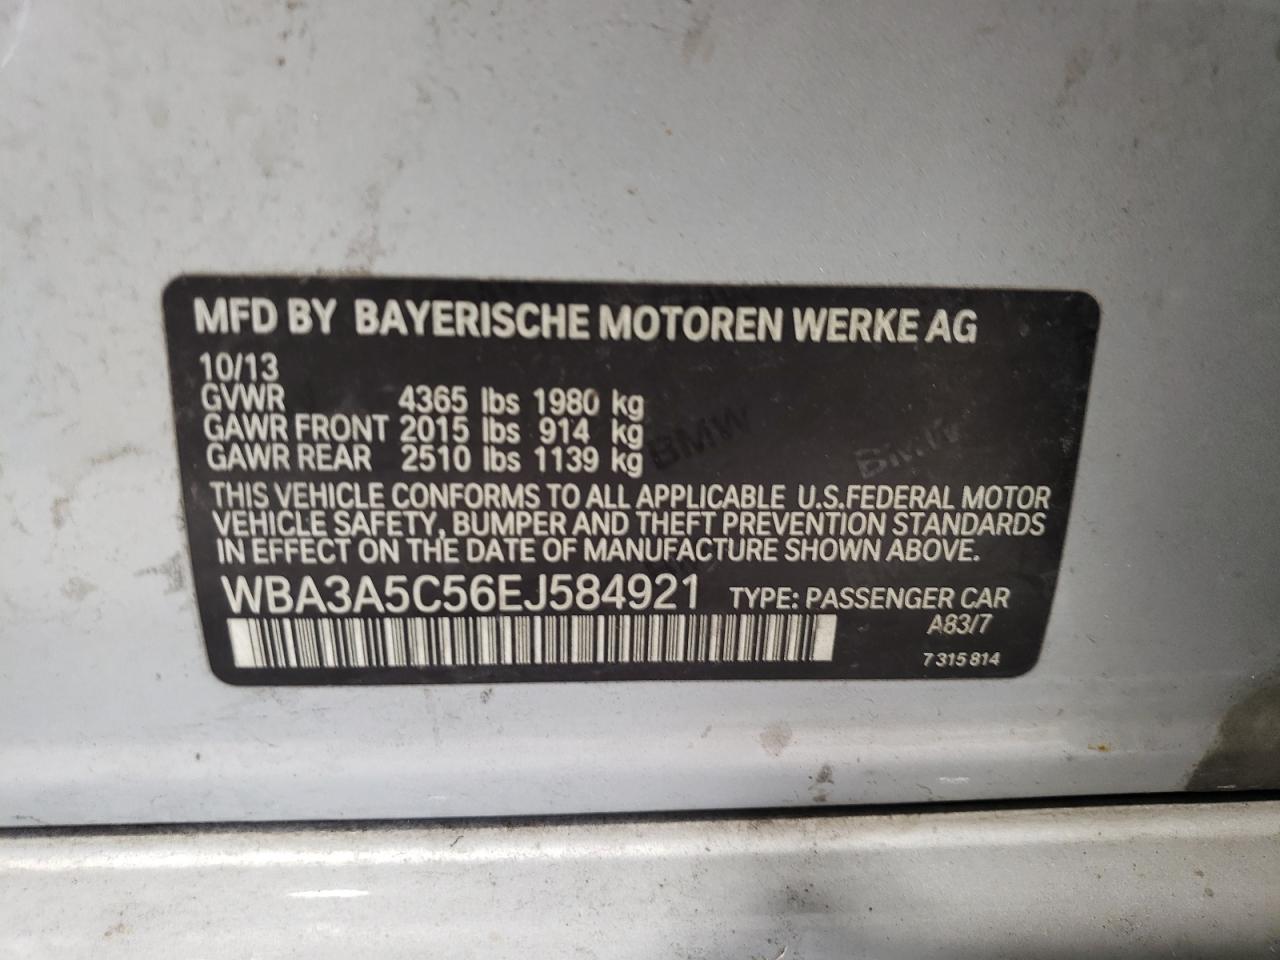 MFD BY BAYERISCHE MOTOREN WERKE AG
10/13
GVWR 4365 lbs 1980 kg
GAWR FRONT 2015 lbs 914 kg
GAWR REAR 2510 lbs 1139 kg
THIS VEHICLE CONFORMS TO ALL APPLICABLE U.S.FEDERAL MOTOR
VEHICLE SAFETY, BUMPER AND THEFT PREVENTION STANDARDS
IN EFFECT ON THE DATE OF MANUFACTURE SHOWN ABOVE.
WBA3A5C56EJ584921 TYPE: PASSENGER CAR
A83/7
7 315 814
BMW
BMW